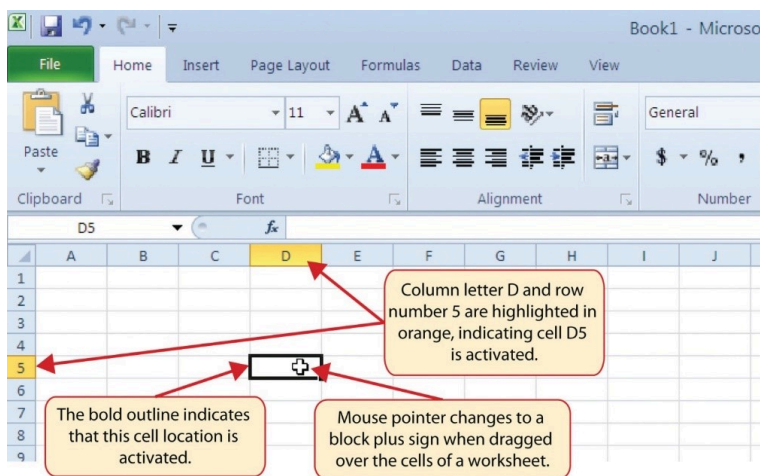 Book1 - Microso
File Home Insert Page Layout Formulas Data Review View
Calibri 11 A A General
Paste B I U A $ % ,
Clipboard Font Alignment Number
D5 fx
A B C D E F G H I J
1
2
3
4
5
6
7
8
9
Column letter D and row
number 5 are highlighted in
orange, indicating cell D5
is activated.
The bold outline indicates
that this cell location is
activated.
Mouse pointer changes to a
block plus sign when dragged
over the cells of a worksheet.